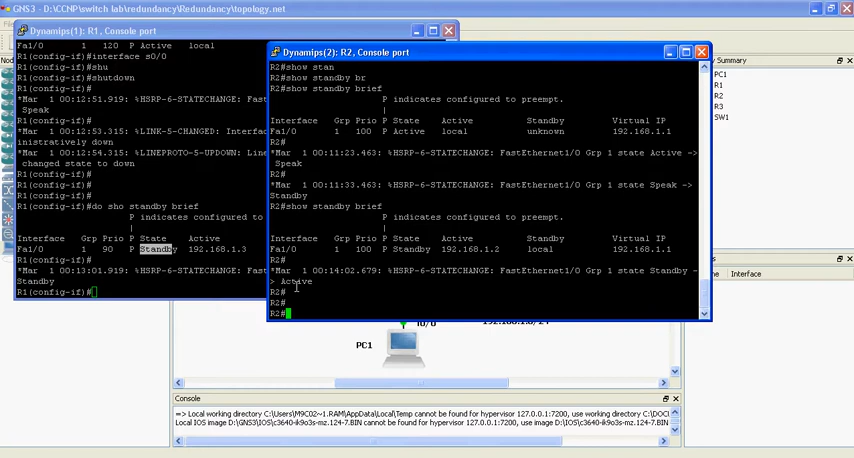 GNS3 - D:\CCNP\switch lab\redundancy\Redundancy\topology.net
Dynamips(1): R1, Console port
Fa1/0 1 120 P Active local
R1(config-if)#interface s0/0
R1(config-if)#shu
R1(config-if)#shutdown
R1(config-if)#
*Mar 1 00:12:51.919: %HSRP-6-STATECHANGE: Fast
Speak
R1(config-if)#
*Mar 1 00:12:53.315: %LINK-5-CHANGED: Interfac
inistratively down
*Mar 1 00:12:54.315: %LINEPROTO-5-UPDOWN: Line
changed state to down
R1(config-if)#
R1(config-if)#
R1(config-if)#
R1(config-if)#do sho standby brief
P indicates configured to
|
Interface Grp Prio P State Active
Fa1/0 1 90 P Standby 192.168.1.3
R1(config-if)#
*Mar 1 00:13:01.919: %HSRP-6-STATECHANGE: Fast
Standby
R1(config-if)#
Dynamips(2): R2, Console port
R2#show stan
R2#show standby br
R2#show standby brief
P indicates configured to preempt.
|
Interface Grp Prio P State Active Standby Virtual IP
Fa1/0 1 100 P Active local unknown 192.168.1.1
R2#
*Mar 1 00:11:23.463: %HSRP-6-STATECHANGE: FastEthernet1/0 Grp 1 state Active ->
Speak
R2#
*Mar 1 00:11:33.463: %HSRP-6-STATECHANGE: FastEthernet1/0 Grp 1 state Speak ->
Standby
R2#show standby brief
P indicates configured to preempt.
|
Interface Grp Prio P State Active Standby Virtual IP
Fa1/0 1 100 P Standby 192.168.1.2 local 192.168.1.1
R2#
*Mar 1 00:14:02.679: %HSRP-6-STATECHANGE: FastEthernet1/0 Grp 1 state Standby -
> Active
R2#
R2#
R2#
Summary
PC1
R1
R2
R3
SW1
Interface
PC1
Console
=> Local working directory C:\Users\M9C02~1.RAM\AppData\Local\Temp cannot be found for hypervisor 127.0.0.1:7200, use working directory C:\DOCU
Local IOS image D:\GNS3\IOS\c3640-ik9o3s-mz.124-7.BIN cannot be found for hypervisor 127.0.0.1:7200, use image D:\IOS\c3640-ik9o3s-mz.124-7.BIN